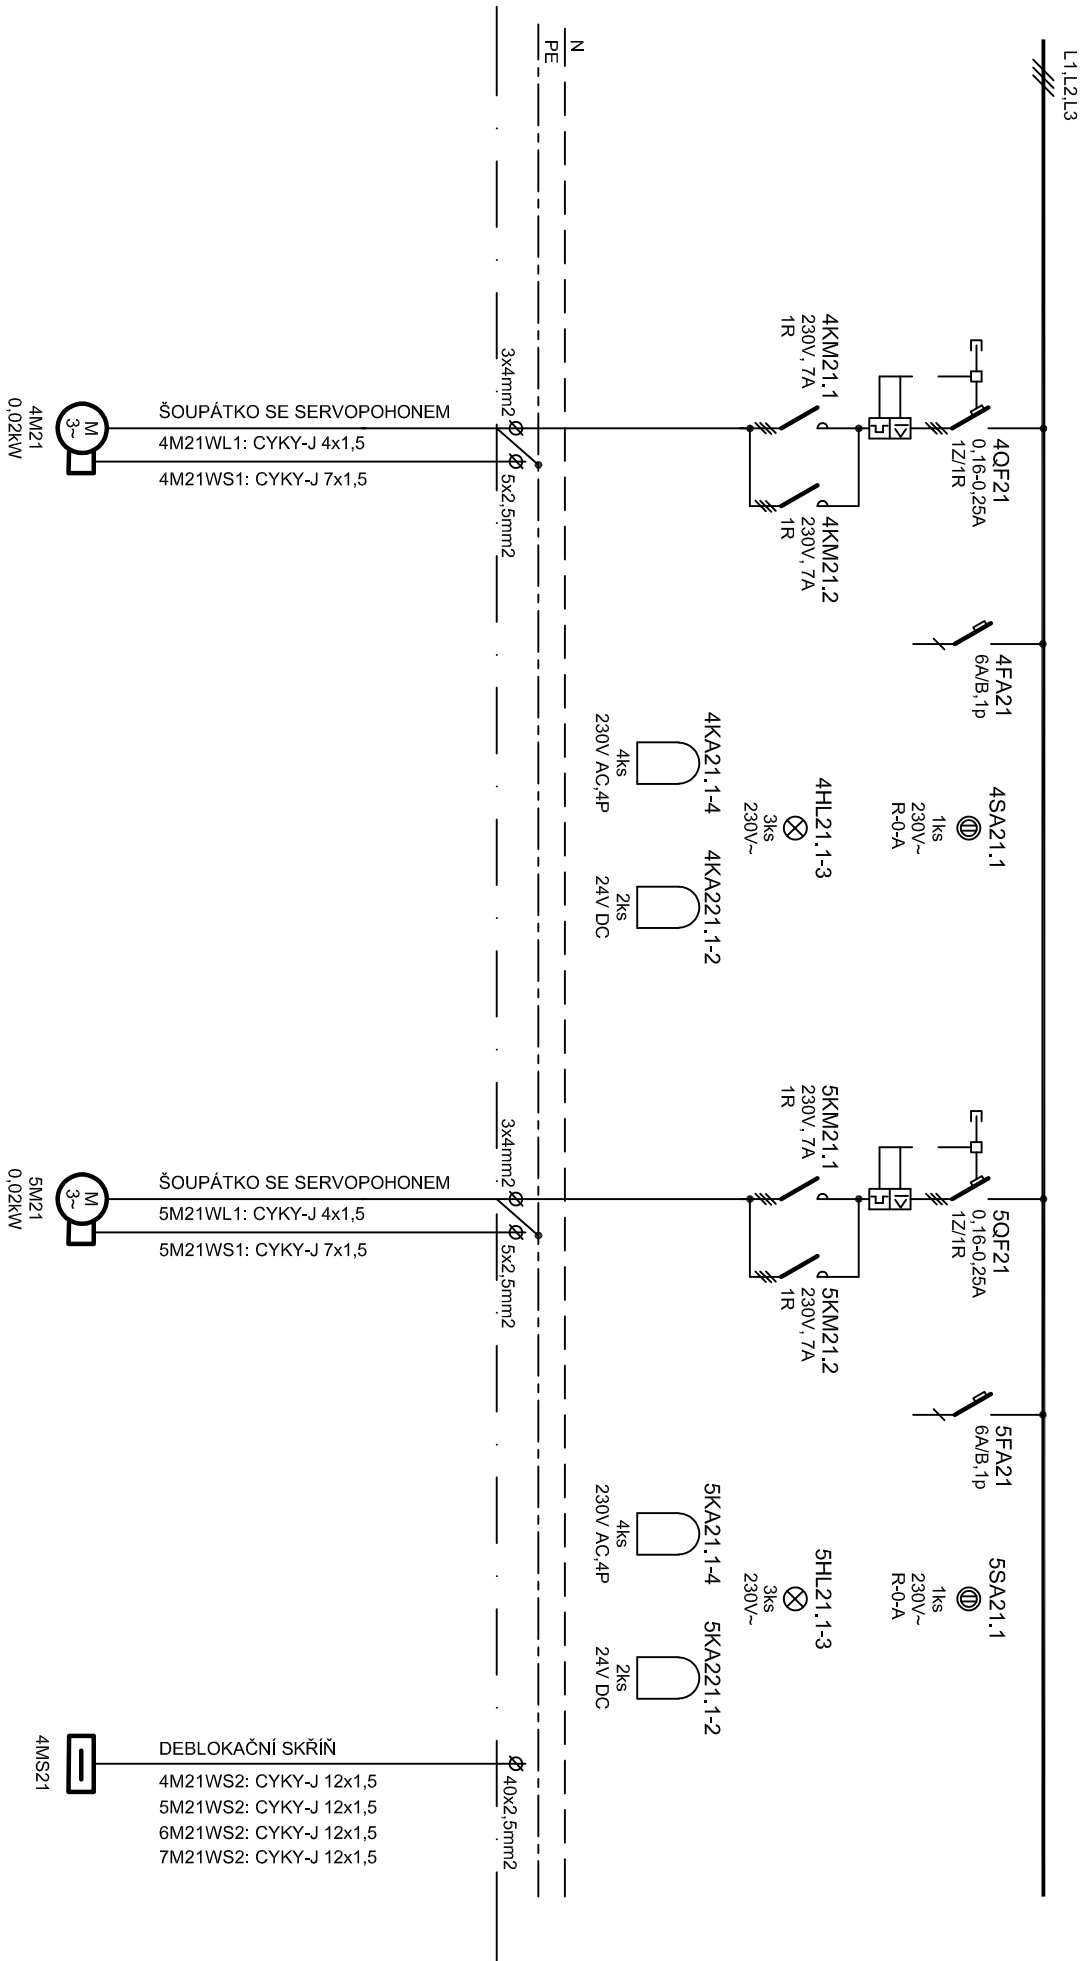 L1,L2,L3
N
PE
4QF21
0,16-0,25A
1Z/1R
4KM21.1
230V, 7A
1R
4KM21.2
230V, 7A
1R
4FA21
6A/B,1p
4SA21.1
1ks
230V~
R-0-A
4HL21.1-3
3ks
230V~
4KA21.1-4
4ks
230V AC,4P
4KA221.1-2
2ks
24V DC
3x4mm2
5x2,5mm2
ŠOUPÁTKO SE SERVOPOHONEM
4M21WL1: CYKY-J 4x1,5
4M21WS1: CYKY-J 7x1,5
M
3~
4M21
0,02kW
5QF21
0,16-0,25A
1Z/1R
5KM21.1
230V, 7A
1R
5KM21.2
230V, 7A
1R
5FA21
6A/B,1p
5SA21.1
1ks
230V~
R-0-A
5HL21.1-3
3ks
230V~
5KA21.1-4
4ks
230V AC,4P
5KA221.1-2
2ks
24V DC
3x4mm2
5x2,5mm2
ŠOUPÁTKO SE SERVOPOHONEM
5M21WL1: CYKY-J 4x1,5
5M21WS1: CYKY-J 7x1,5
M
3~
5M21
0,02kW
40x2,5mm2
DEBLOKAČNÍ SKŘÍŇ
4M21WS2: CYKY-J 12x1,5
5M21WS2: CYKY-J 12x1,5
6M21WS2: CYKY-J 12x1,5
7M21WS2: CYKY-J 12x1,5
4MS21